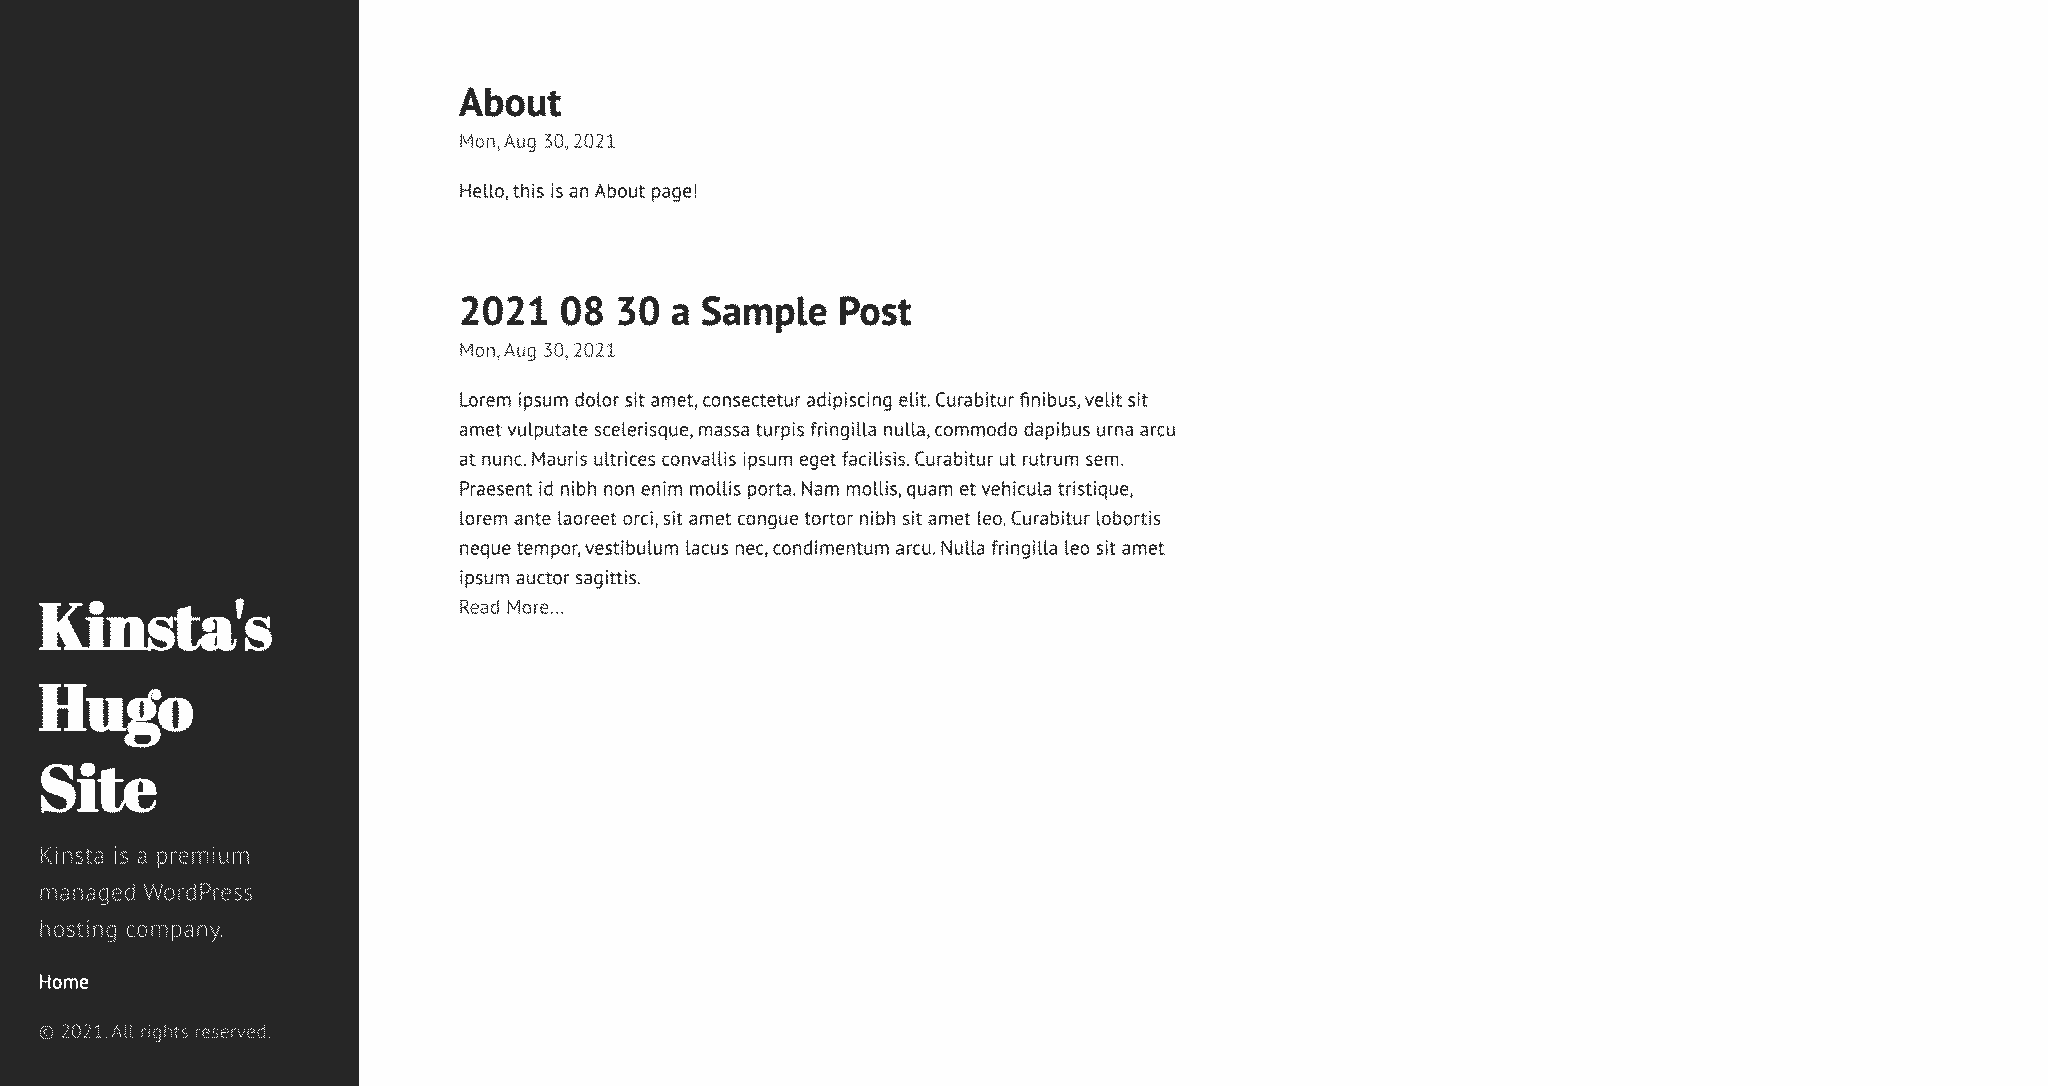 About
Mon, Aug 30, 2021
Hello, this is an About page!
2021 08 30 a Sample Post
Mon, Aug 30, 2021
Lorem ipsum dolor sit amet, consectetur adipiscing elit. Curabitur finibus, velit sit
amet vulputate scelerisque, massa turpis fringilla nulla, commodo dapibus urna arcu
at nunc. Mauris ultrices convallis ipsum eget facilisis. Curabitur ut rutrum sem.
Praesent id nibh non enim mollis porta. Nam mollis, quam et vehicula tristique,
lorem ante laoreet orci, sit amet congue tortor nibh sit amet leo. Curabitur lobortis
neque tempor, vestibulum lacus nec, condimentum arcu. Nulla fringilla leo sit amet
ipsum auctor sagittis.
Read More...
Kinsta's
Hugo
Site
Kinsta is a premium
managed WordPress
hosting company.
Home
© 2021. All rights reserved.